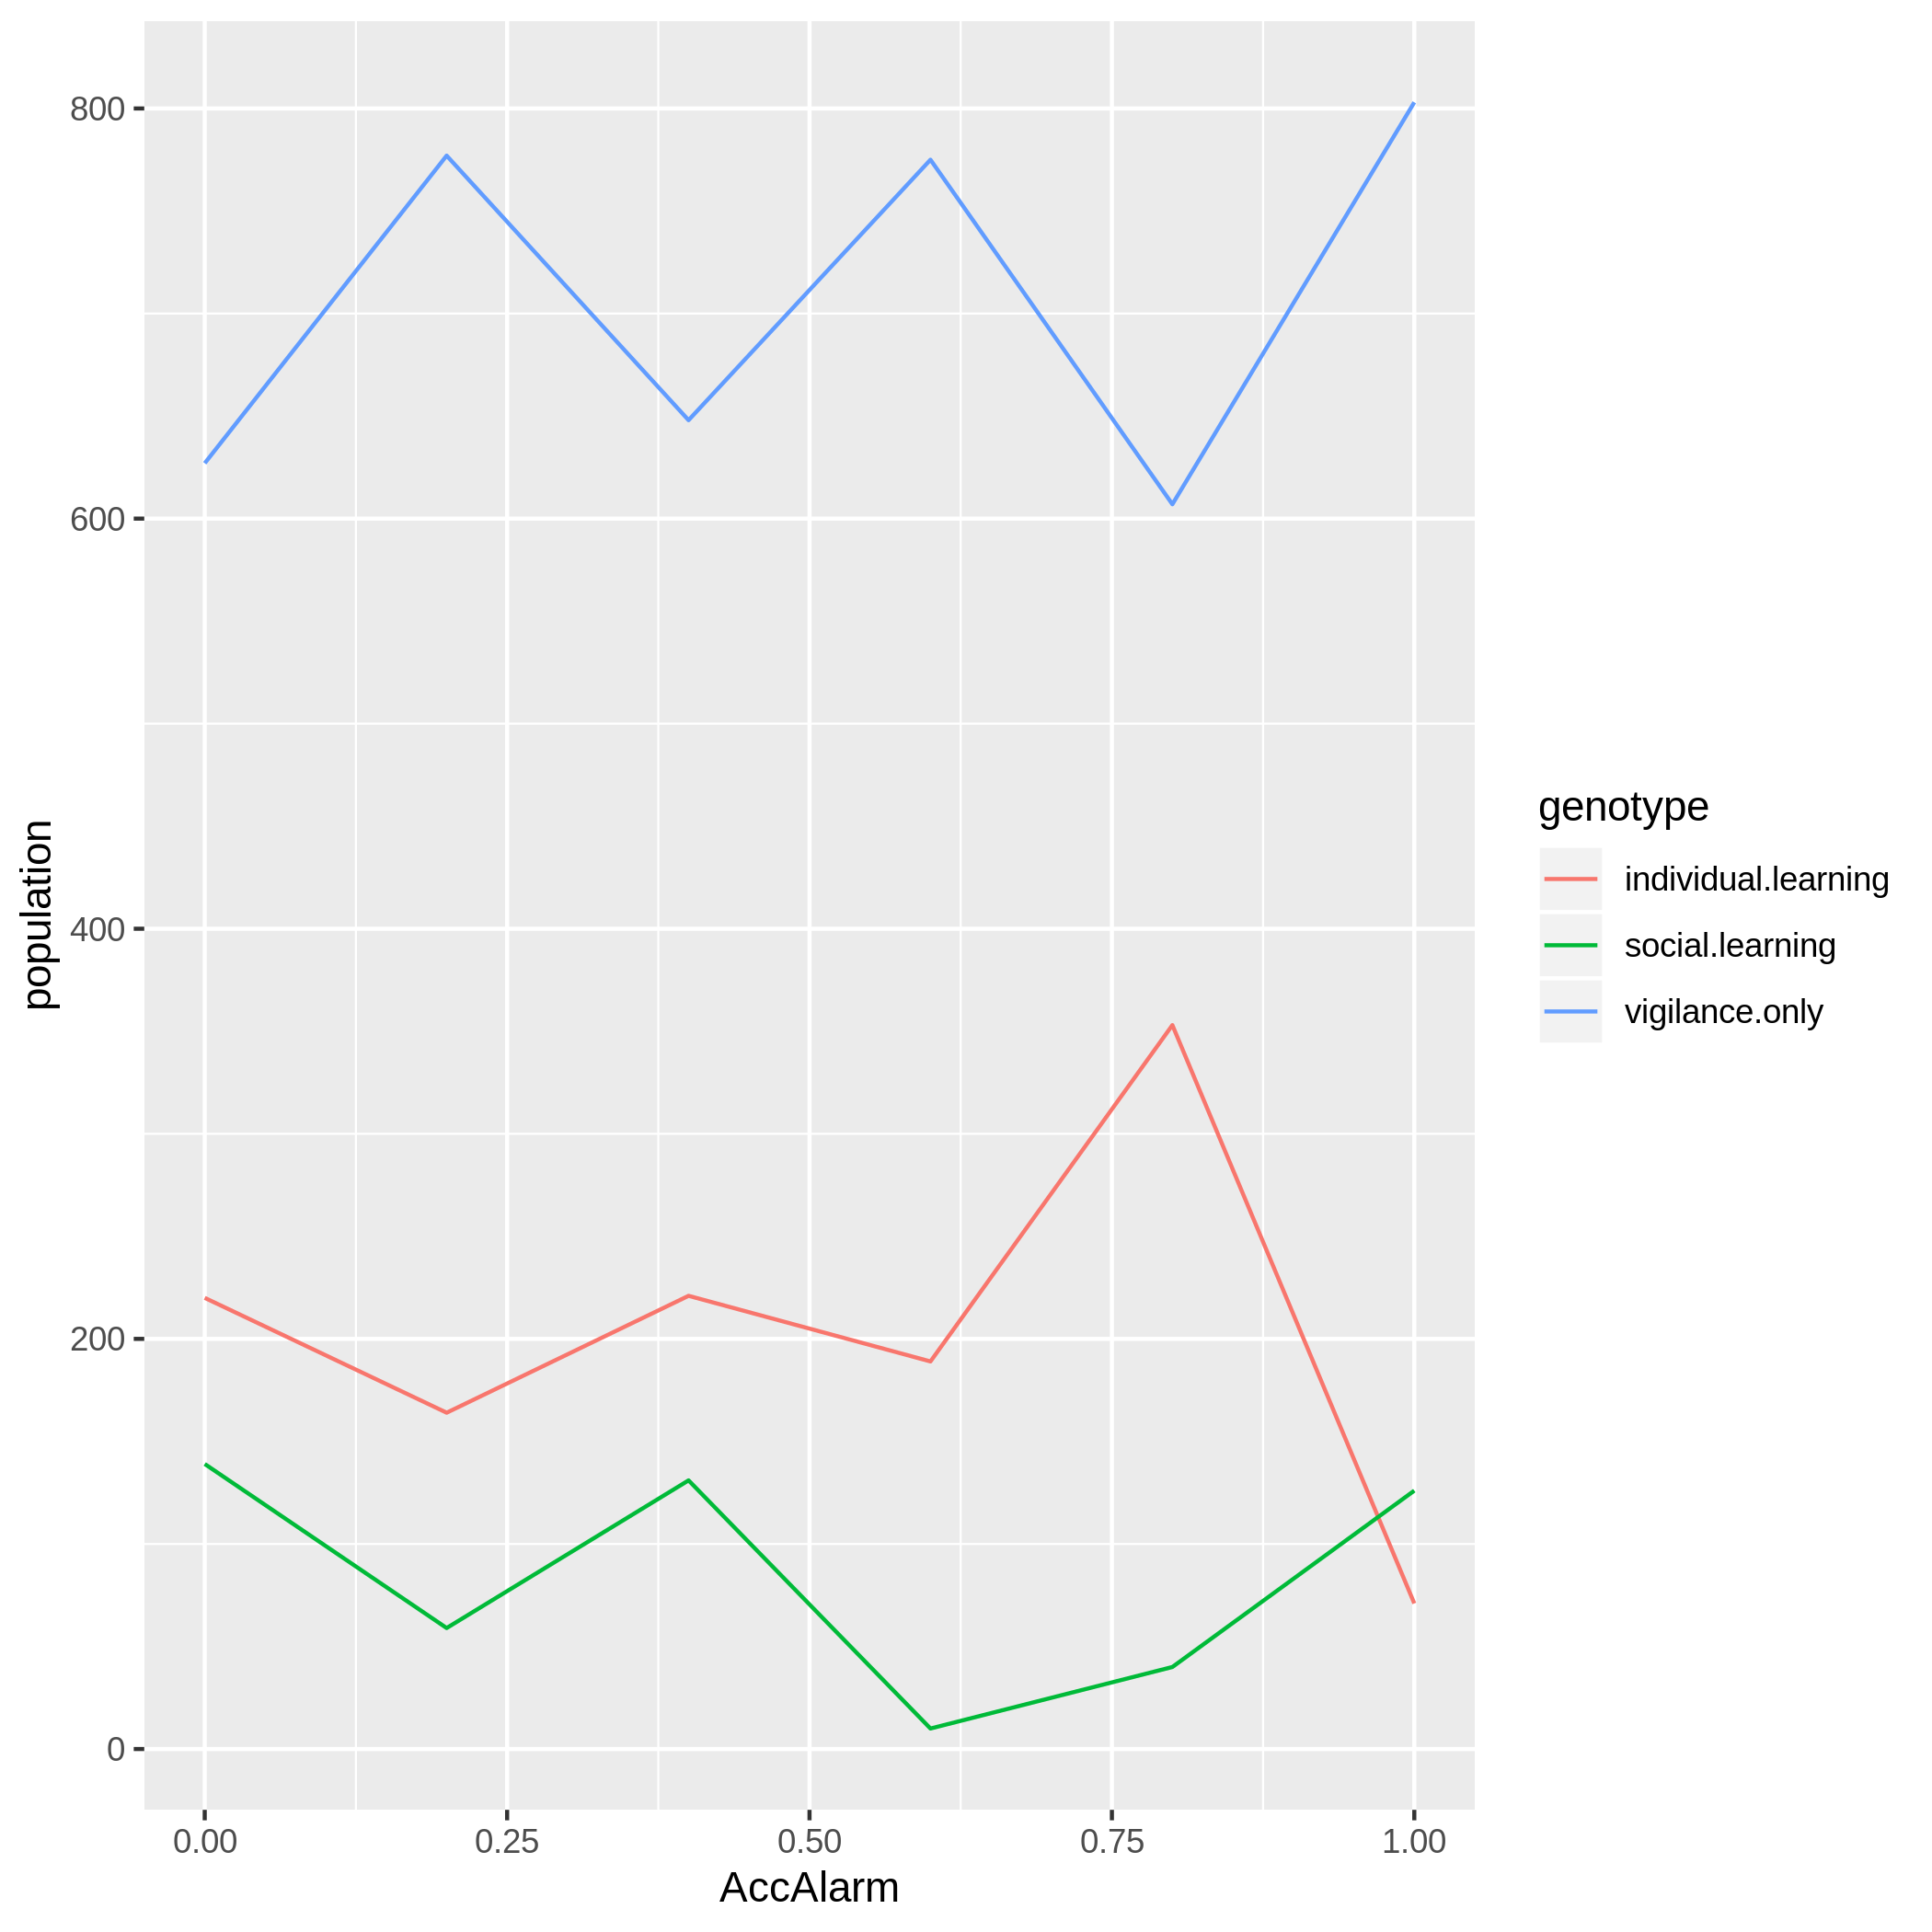 population
800
600
400
200
0
0.00 0.25 0.50 0.75 1.00
AccAlarm
genotype
individual.learning
social.learning
vigilance.only